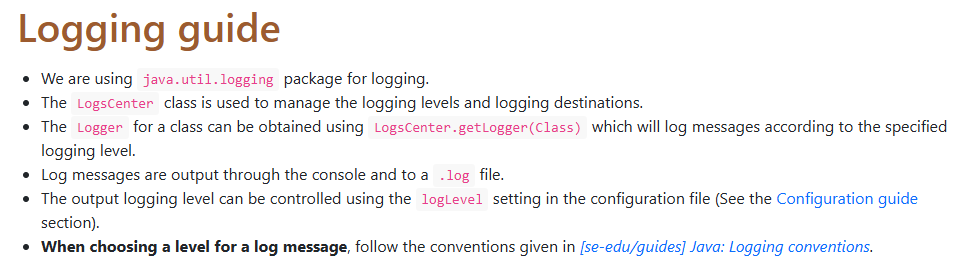 Logging guide
• We are using java.util.logging package for logging.
• The LogsCenter class is used to manage the logging levels and logging destinations.
• The Logger for a class can be obtained using LogsCenter.getLogger(Class) which will log messages according to the specified
logging level.
• Log messages are output through the console and to a .log file.
• The output logging level can be controlled using the logLevel setting in the configuration file (See the Configuration guide
section).
• When choosing a level for a log message, follow the conventions given in [se-edu/guides] Java: Logging conventions.